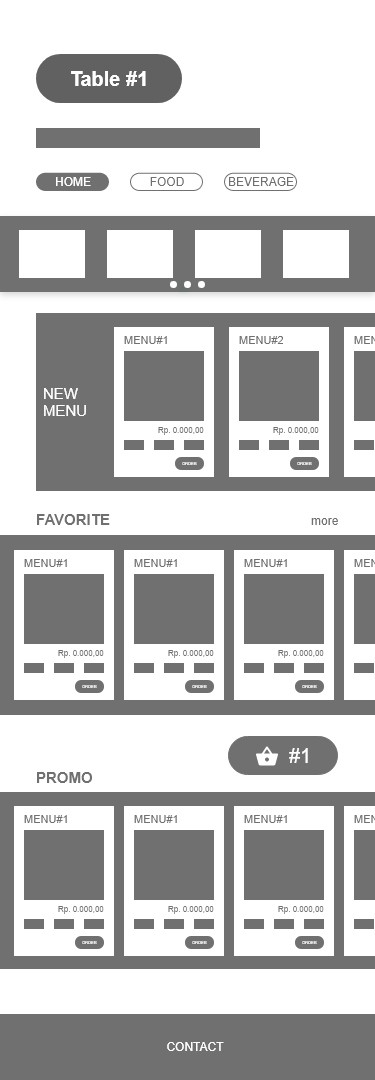 Table #1
HOME FOOD BEVERAGE
NEW
MENU
MENU#1 MENU#2 MEN
Rp. 0.000,00 Rp. 0.000,00
ORDER ORDER
FAVORITE more
MENU#1 MENU#1 MENU#1 MEN
Rp. 0.000,00 Rp. 0.000,00 Rp. 0.000,00
ORDER ORDER ORDER
#1
PROMO
MENU#1 MENU#1 MENU#1 MEN
Rp. 0.000,00 Rp. 0.000,00 Rp. 0.000,00
ORDER ORDER ORDER
CONTACT